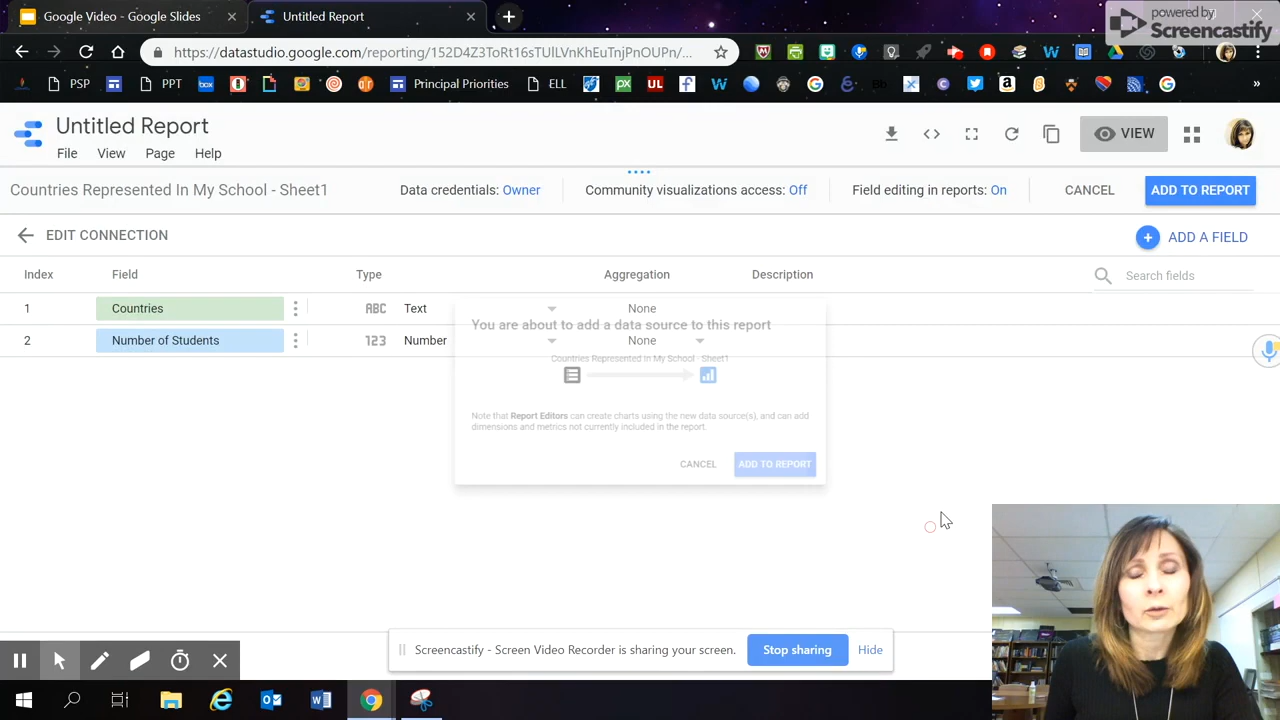 Google Video - Google Slides
Untitled Report
powered by
Screencastify
https://datastudio.google.com/reporting/152D4Z3ToRt16sTUlLVnKhEuTnjPnOUPn/...
PSP
PPT
Principal Priorities
ELL
Untitled Report
File
View
Page
Help
VIEW
Countries Represented In My School - Sheet1
Data credentials: Owner
Community visualizations access: Off
Field editing in reports: On
CANCEL
ADD TO REPORT
EDIT CONNECTION
ADD A FIELD
Index
Field
Type
Aggregation
Description
Search fields
1
Countries
ABC
Text
None
2
Number of Students
123
Number
None
You are about to add a data source to this report
Countries Represented In My School - Sheet1
Note that Report Editors can create charts using the new data source(s), and can add
dimensions and metrics not currently included in the report.
CANCEL
ADD TO REPORT
Screencastify - Screen Video Recorder is sharing your screen.
Stop sharing
Hide